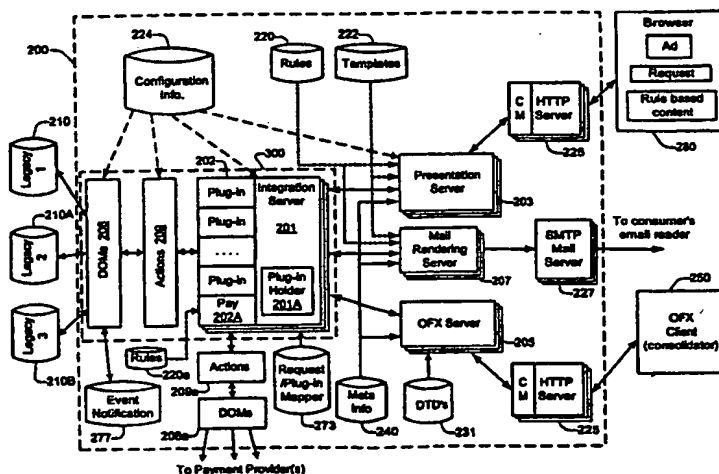 200
224
Configuration
Info.
220
Rules
222
Templates
Browser
Ad
Request
Rule based
content
280
C
M
HTTP
Server
225
210
Legacy
1
210A
Legacy
2
Legacy
3
210B
DOMs 208
Actions 209
202
300
Plug-in
Plug-in
....
Plug-in
Pay
202A
Integration
Server
201
Plug-in
Holder
201A
Presentation
Server
203
Mail
Rendering
Server
207
SMTP
Mail
Server
227
To consumer's
email reader
OFX Server
205
250
OFX
Client
(consolidator)
Rules
220a
Actions
209a
DOMs
208a
Request
/Plug-in
Mapper
273
Meta
Info
240
DTD's
231
C
M
HTTP
Server
225
Event
Notification
277
To Payment Provider(s)